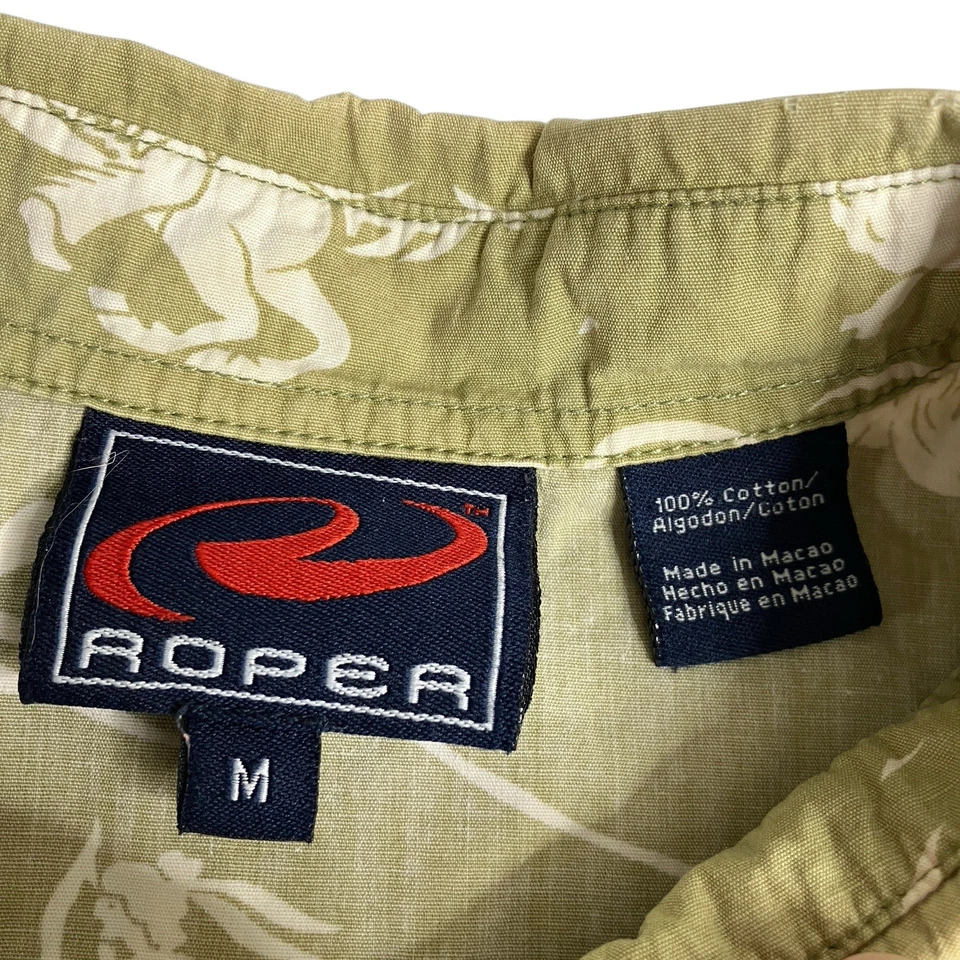 TM
ROPER
M
100% Cotton/
Algodon/Coton
Made in Macao
Hecho en Macao
Fabrique en Macao